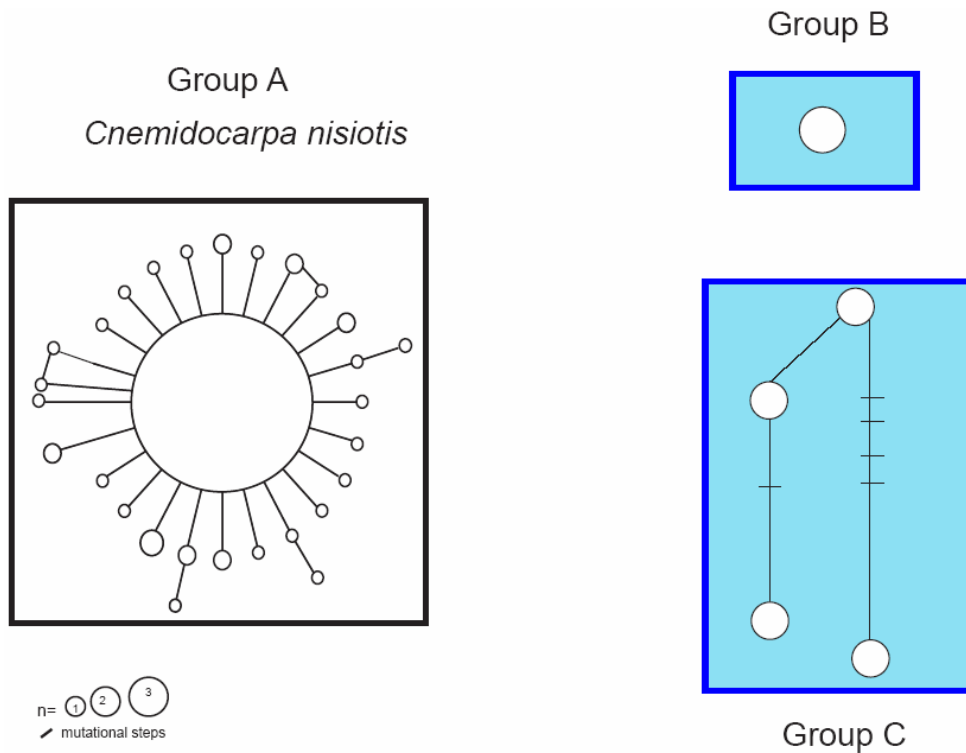 Group A
Cnemidocarpa nisiotis
Group B
n= 1 2 3
mutational steps
Group C